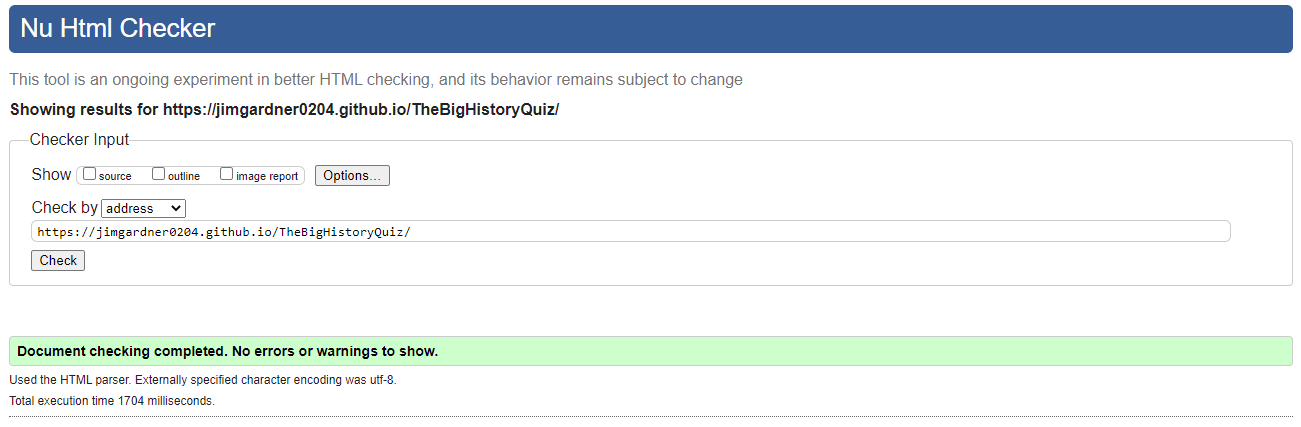 Nu Html Checker
This tool is an ongoing experiment in better HTML checking, and its behavior remains subject to change
Showing results for https://jimgardner0204.github.io/TheBigHistoryQuiz/
Checker Input
Show source outline image report Options...
Check by address
https://jimgardner0204.github.io/TheBigHistoryQuiz/
Check
Document checking completed. No errors or warnings to show.
Used the HTML parser. Externally specified character encoding was utf-8.
Total execution time 1704 milliseconds.